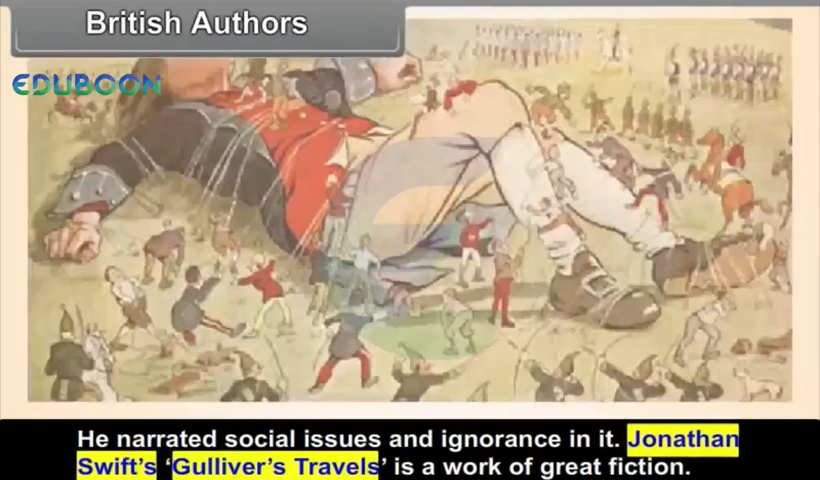 British Authors
EDUBOON
He narrated social issues and ignorance in it. Jonathan
Swift's ‘Gulliver's Travels’ is a work of great fiction.